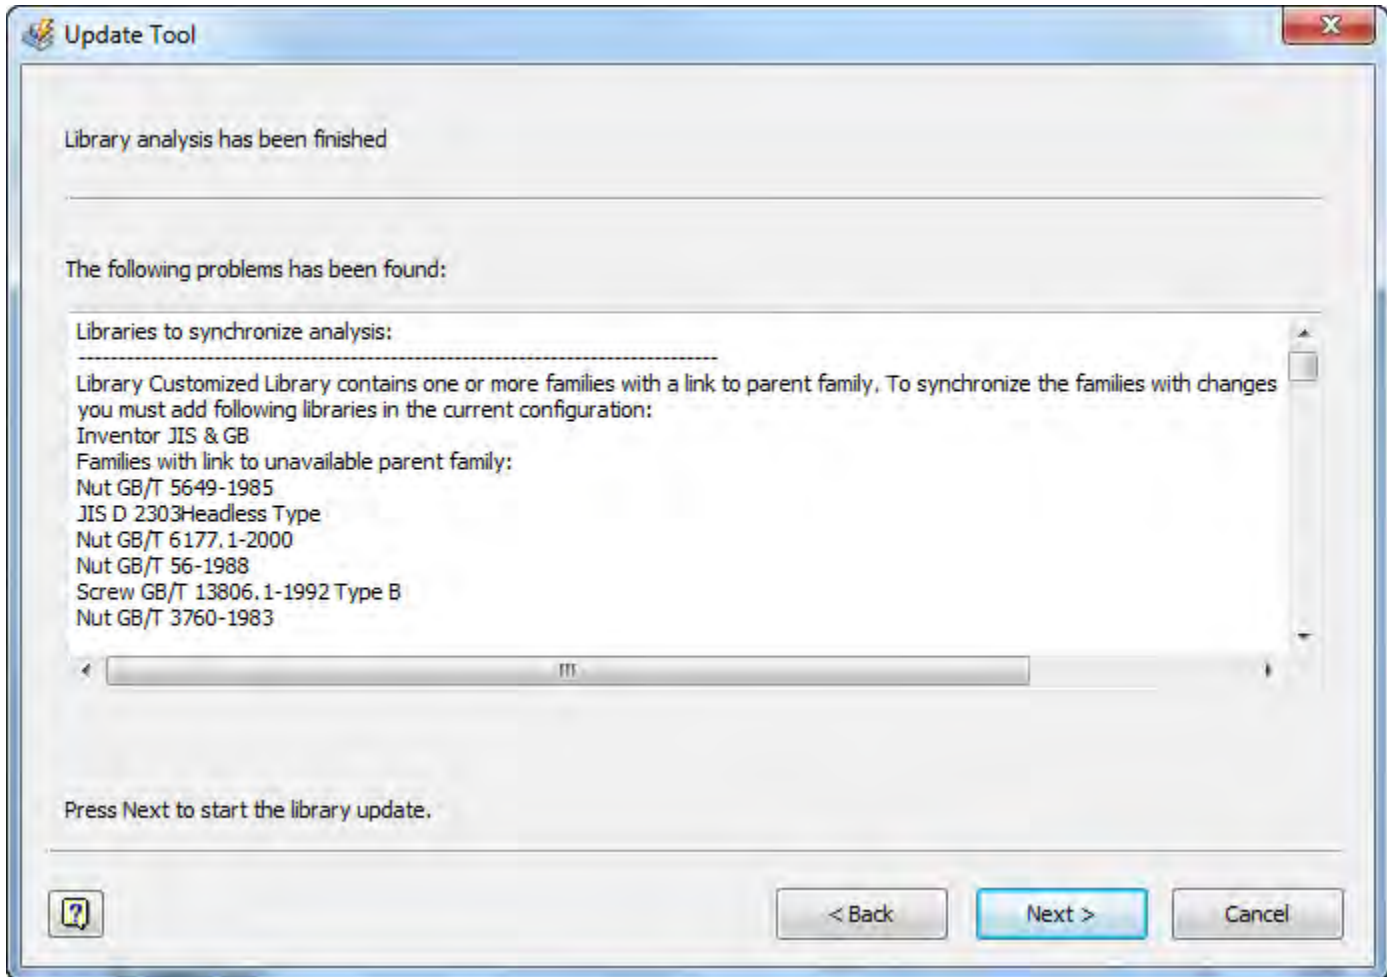 Update Tool
Library analysis has been finished
The following problems has been found:
Libraries to synchronize analysis:
--------------------------------------------------------------------------------
Library Customized Library contains one or more families with a link to parent family. To synchronize the families with changes
you must add following libraries in the current configuration:
Inventor JIS & GB
Families with link to unavailable parent family:
Nut GB/T 5649-1985
JIS D 2303Headless Type
Nut GB/T 6177.1-2000
Nut GB/T 56-1988
Screw GB/T 13806.1-1992 Type B
Nut GB/T 3760-1983
Press Next to start the library update.
< Back
Next >
Cancel